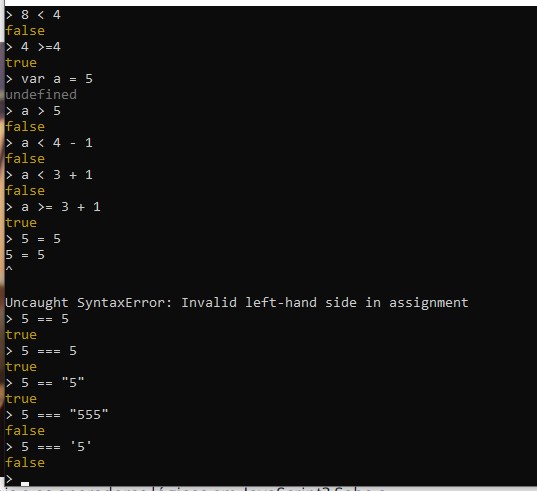 > 8 < 4
false
> 4 >=4
true
> var a = 5
undefined
> a > 5
false
> a < 4 - 1
false
> a < 3 + 1
false
> a >= 3 + 1
true
> 5 = 5
5 = 5
^
Uncaught SyntaxError: Invalid left-hand side in assignment
> 5 == 5
true
> 5 === 5
true
> 5 == "5"
true
> 5 === "555"
false
> 5 === '5'
false
>